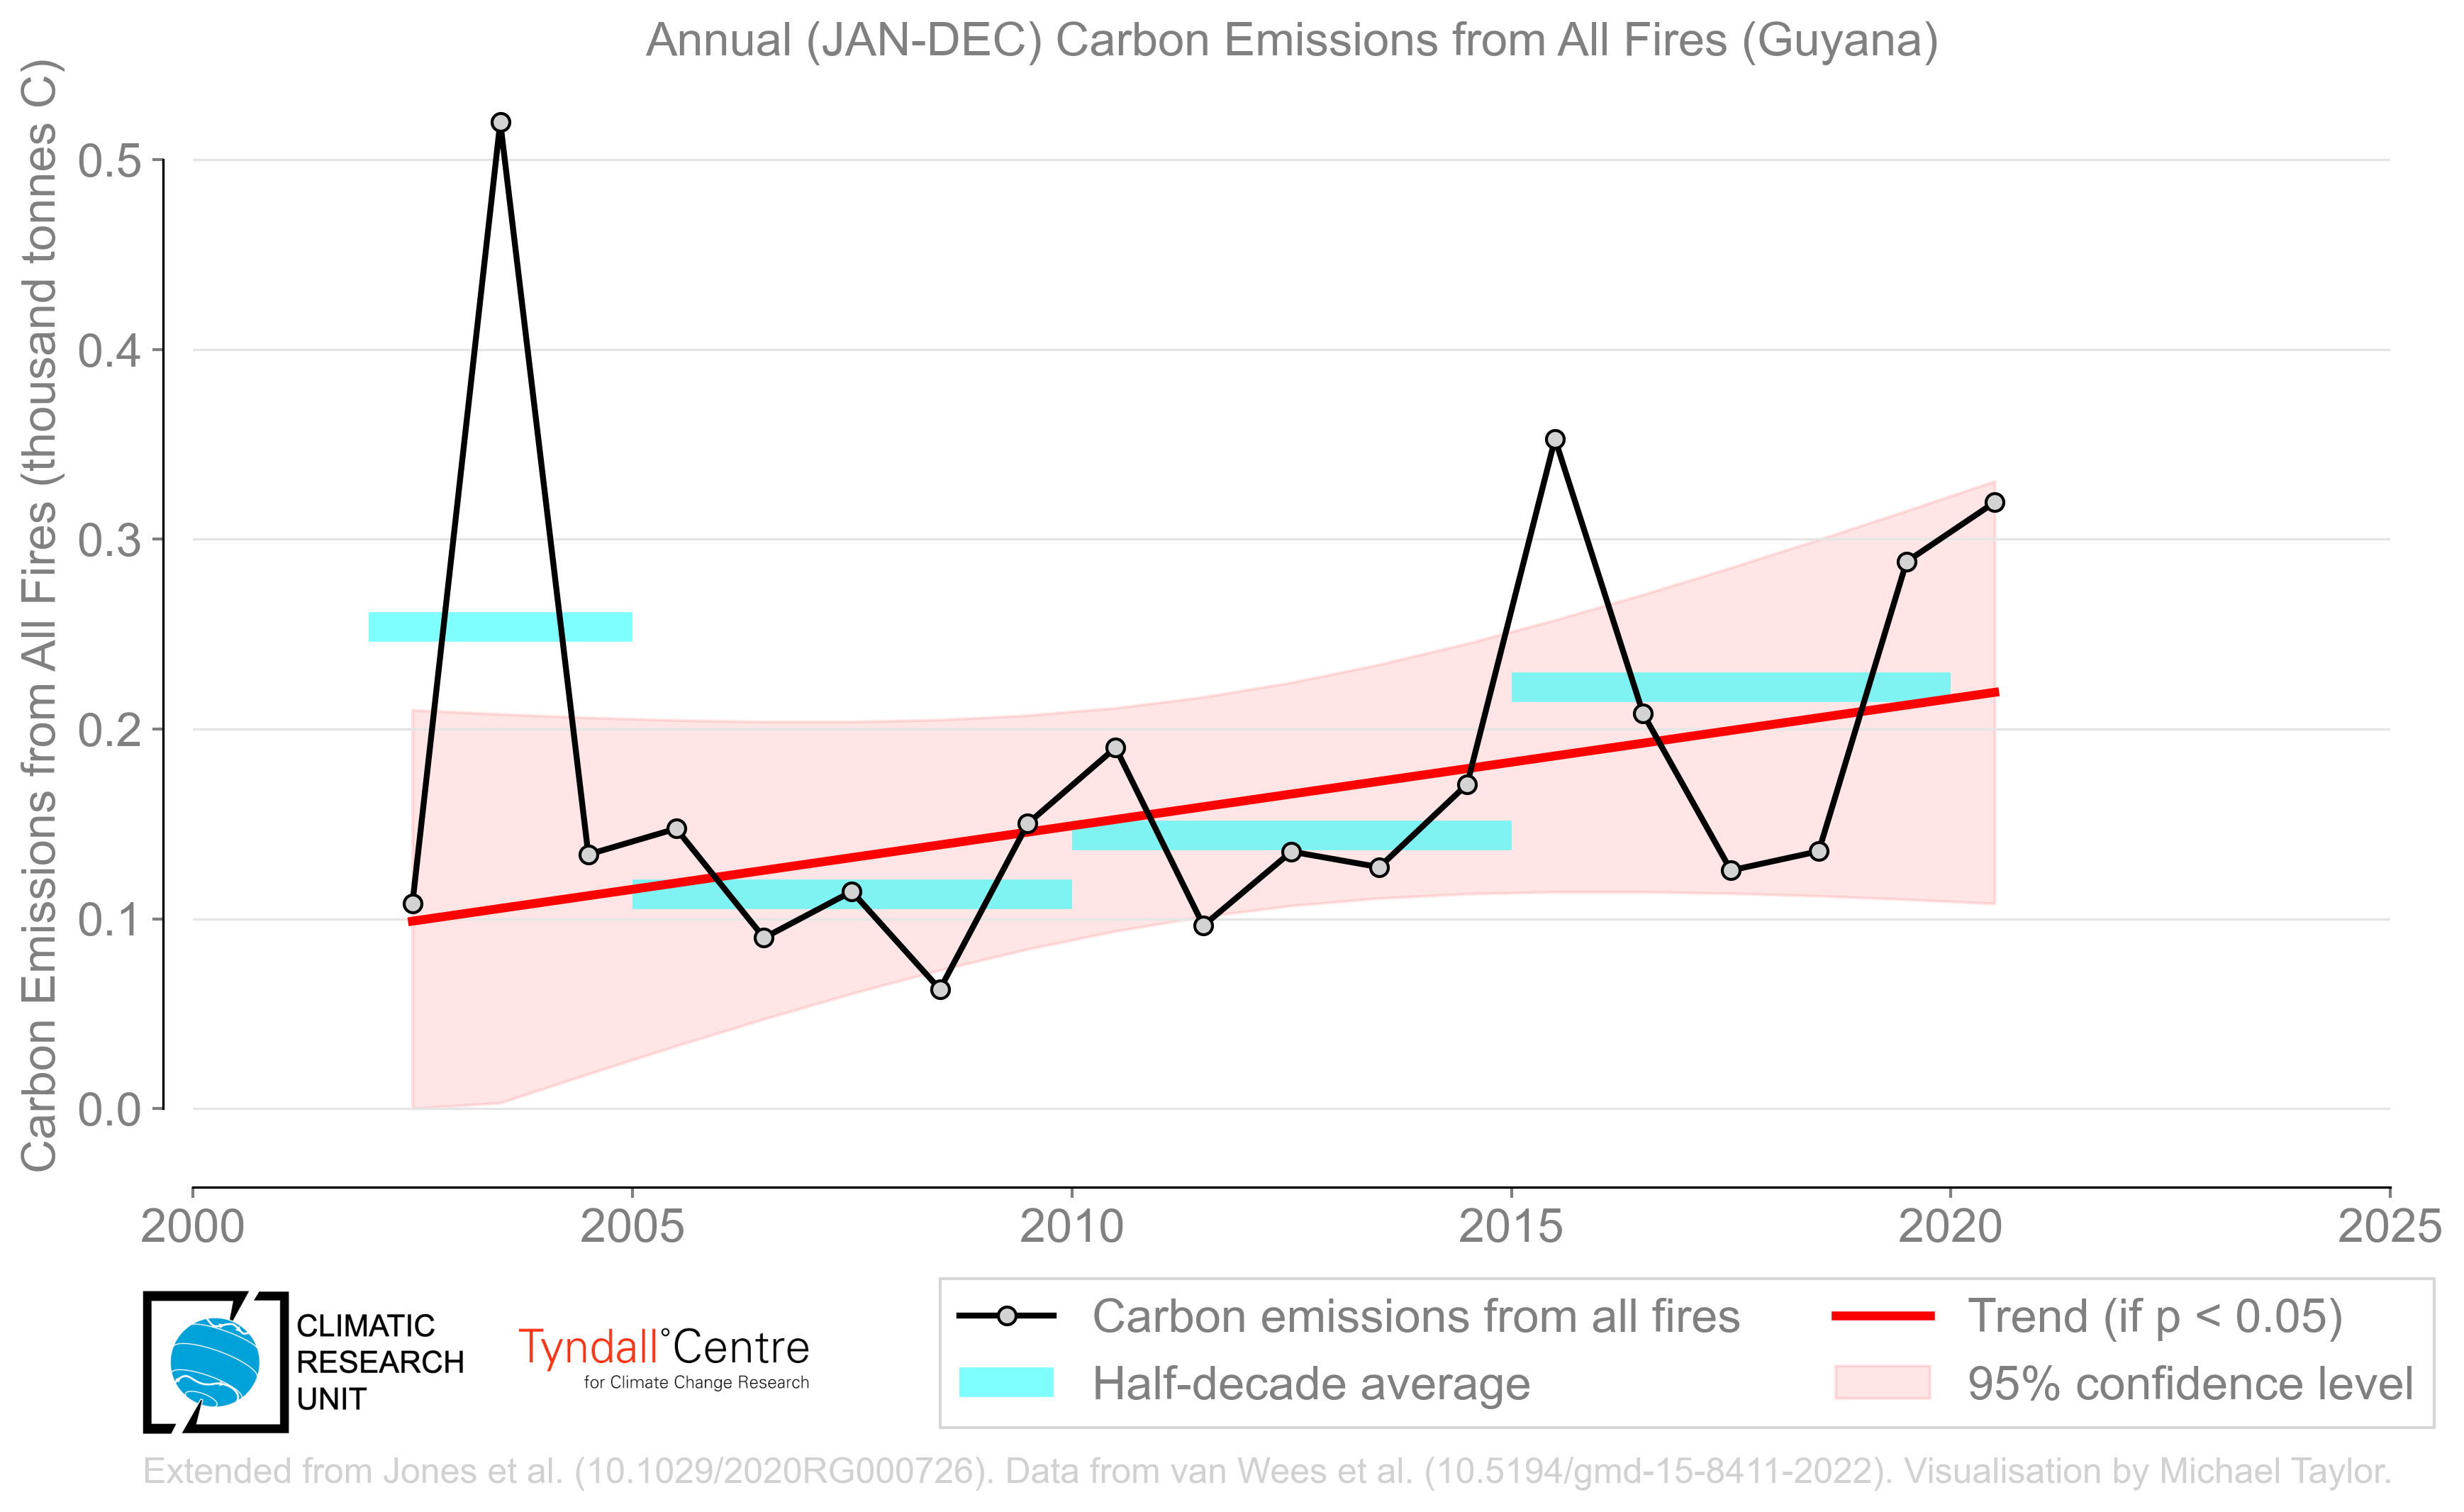 Annual (JAN-DEC) Carbon Emissions from All Fires (Guyana)
Carbon Emissions from All Fires (thousand tonnes C)
0.5
0.4
0.3
0.2
0.1
0.0
2000 2005 2010 2015 2020 2025
CLIMATIC
RESEARCH
UNIT
Tyndall°Centre
for Climate Change Research
Carbon emissions from all fires
Trend (if p < 0.05)
Half-decade average
95% confidence level
Extended from Jones et al. (10.1029/2020RG000726). Data from van Wees et al. (10.5194/gmd-15-8411-2022). Visualisation by Michael Taylor.